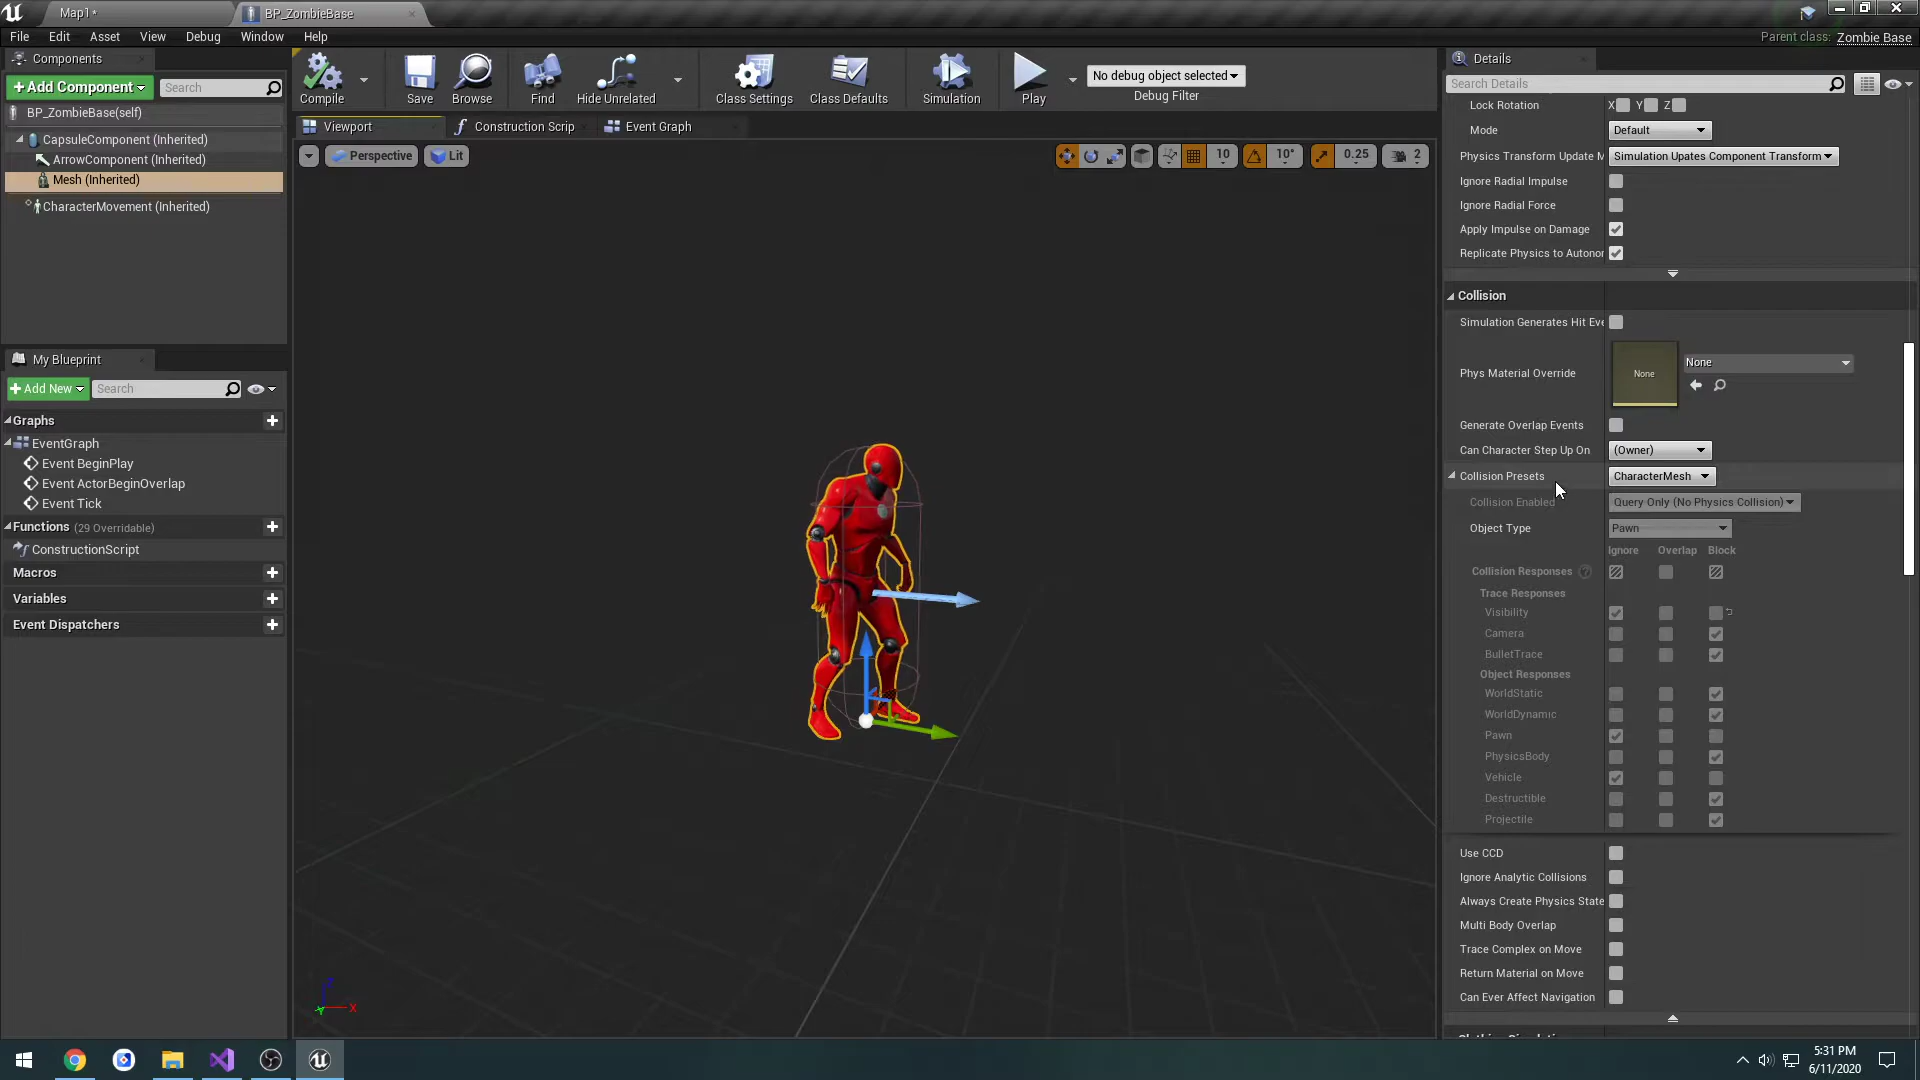 Map1*
BP_ZombieBase
File Edit Asset View Debug Window Help
Parent class: Zombie Base
Components
+Add Component
Search
BP_ZombieBase(self)
CapsuleComponent (Inherited)
ArrowComponent (Inherited)
Mesh (Inherited)
CharacterMovement (Inherited)
My Blueprint
+Add New
Search
Graphs
EventGraph
Event BeginPlay
Event ActorBeginOverlap
Event Tick
Functions (29 Overridable)
ConstructionScript
Macros
Variables
Event Dispatchers
Compile
Save
Browse
Find
Hide Unrelated
Class Settings
Class Defaults
Simulation
Play
No debug object selected
Debug Filter
Viewport
Construction Scrip
Event Graph
Perspective
Lit
10
10°
0.25
2
X
Details
Search Details
Lock Rotation X Y Z
Mode Default
Physics Transform Update M Simulation Upates Component Transform
Ignore Radial Impulse
Ignore Radial Force
Apply Impulse on Damage
Replicate Physics to Autonor
Collision
Simulation Generates Hit Eve
Phys Material Override
None
None
Generate Overlap Events
Can Character Step Up On (Owner)
Collision Presets CharacterMesh
Collision Enabled Query Only (No Physics Collision)
Object Type Pawn
Ignore Overlap Block
Collision Responses ?
Trace Responses
Visibility
Camera
BulletTrace
Object Responses
WorldStatic
WorldDynamic
Pawn
PhysicsBody
Vehicle
Destructible
Projectile
Use CCD
Ignore Analytic Collisions
Always Create Physics State
Multi Body Overlap
Trace Complex on Move
Return Material on Move
Can Ever Affect Navigation
5:31 PM
6/11/2020